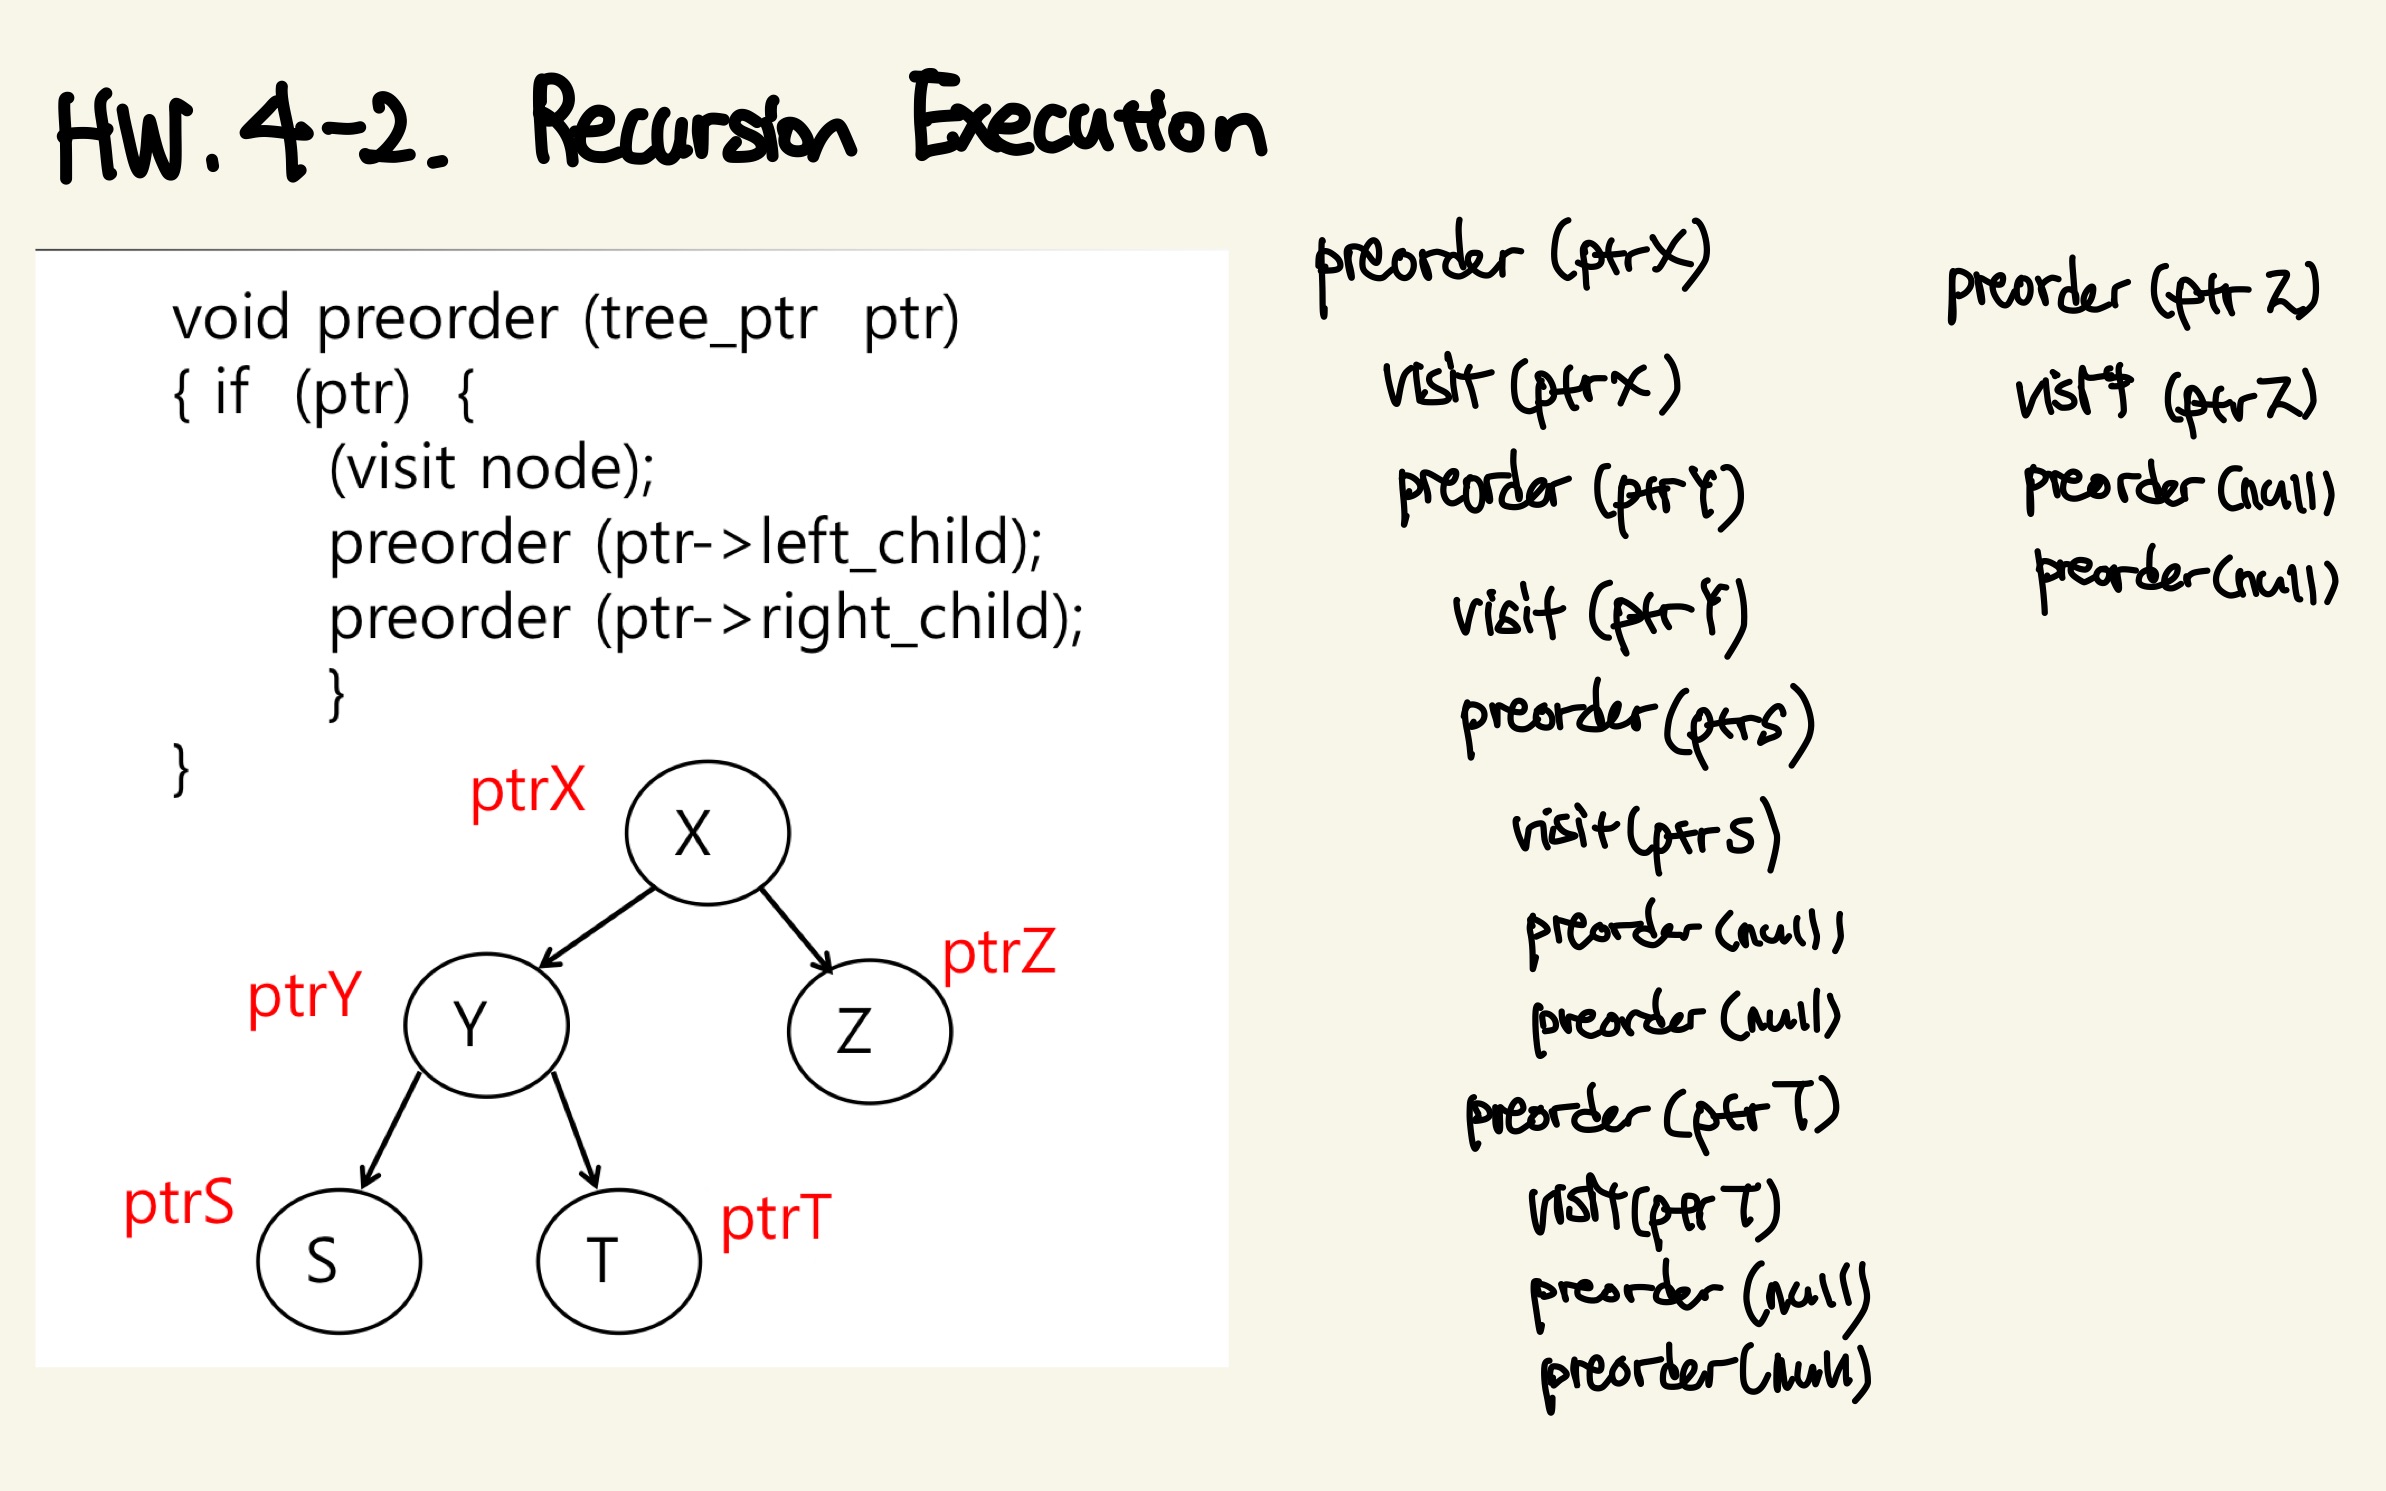 HW. 4-2. Recursion Execution
void preorder (tree_ptr ptr)
{ if (ptr) {
(visit node);
preorder (ptr->left_child);
preorder (ptr->right_child);
}
}
ptrX
X
ptrY
Y
ptrZ
Z
ptrS
S
ptrT
T
preorder (ptrX)
visit (ptrX)
preorder (ptrY)
visit (ptrY)
preorder (ptrS)
visit (ptrS)
preorder (null)
preorder (null)
preorder (ptrT)
visit (ptrT)
preorder (null)
preorder (null)
preorder (ptrZ)
visit (ptrZ)
preorder (null)
preorder (null)